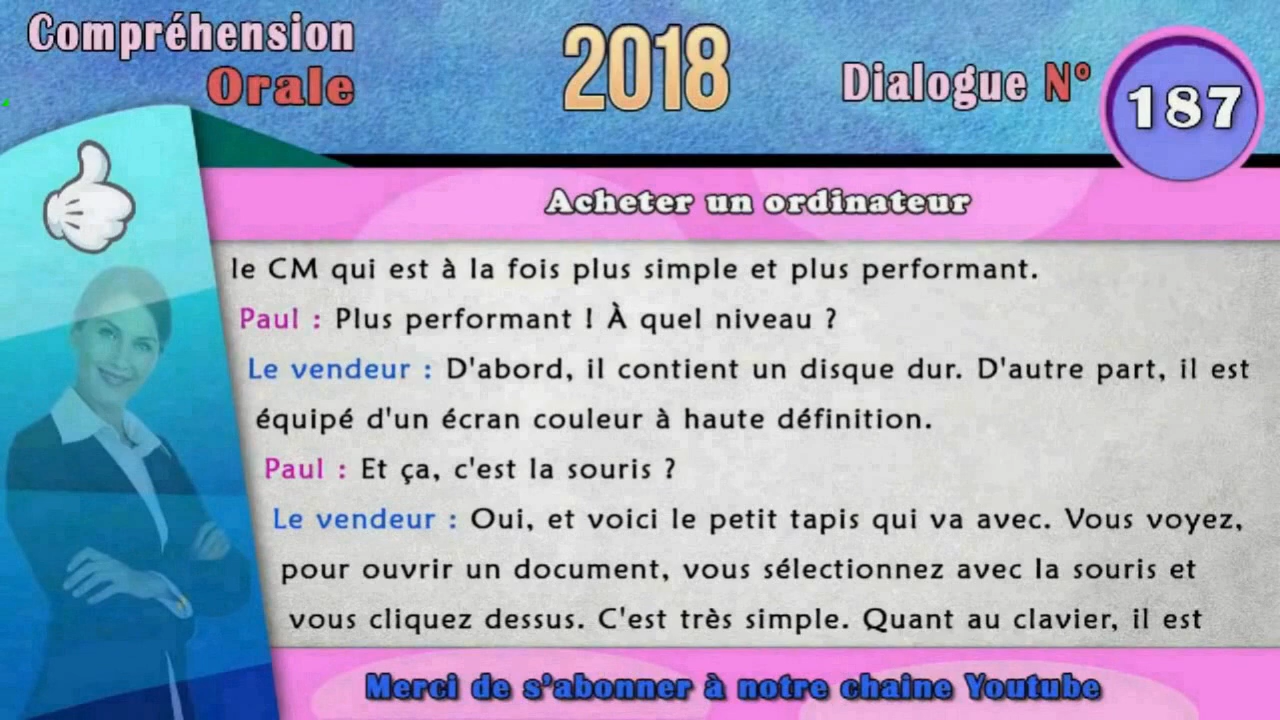 Compréhension
Orale
2018
Dialogue N°
187
Acheter un ordinateur
le CM qui est à la fois plus simple et plus performant.
Paul : Plus performant ! À quel niveau ?
Le vendeur : D'abord, il contient un disque dur. D'autre part, il est
équipé d'un écran couleur à haute définition.
Paul : Et ça, c'est la souris ?
Le vendeur : Oui, et voici le petit tapis qui va avec. Vous voyez,
pour ouvrir un document, vous sélectionnez avec la souris et
vous cliquez dessus. C'est très simple. Quant au clavier, il est
Merci de s'abonner à notre chaine Youtube